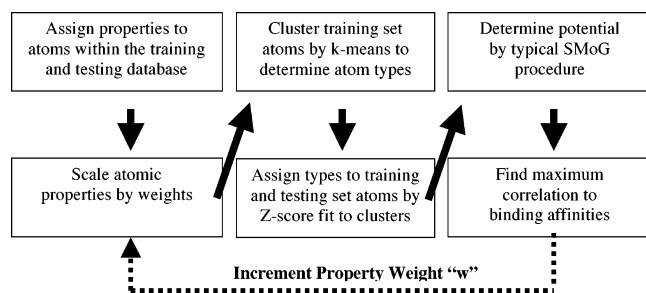 Assign properties to
atoms within the training
and testing database
Scale atomic
properties by weights
Cluster training set
atoms by k-means to
determine atom types
Assign types to training
and testing set atoms by
Z-score fit to clusters
Determine potential
by typical SMoG
procedure
Find maximum
correlation to
binding affinities
Increment Property Weight “w”